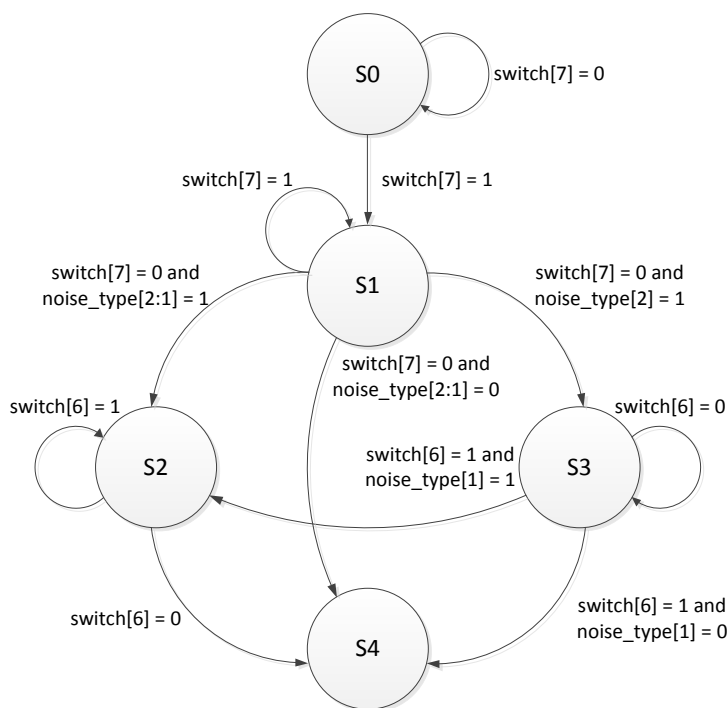 S0
switch[7] = 0
switch[7] = 1
switch[7] = 1
S1
switch[7] = 0 and
noise_type[2:1] = 1
switch[7] = 0 and
noise_type[2] = 1
switch[7] = 0 and
noise_type[2:1] = 0
switch[6] = 1
switch[6] = 0
S2
switch[6] = 1 and
noise_type[1] = 1
S3
switch[6] = 0
S4
switch[6] = 1 and
noise_type[1] = 0